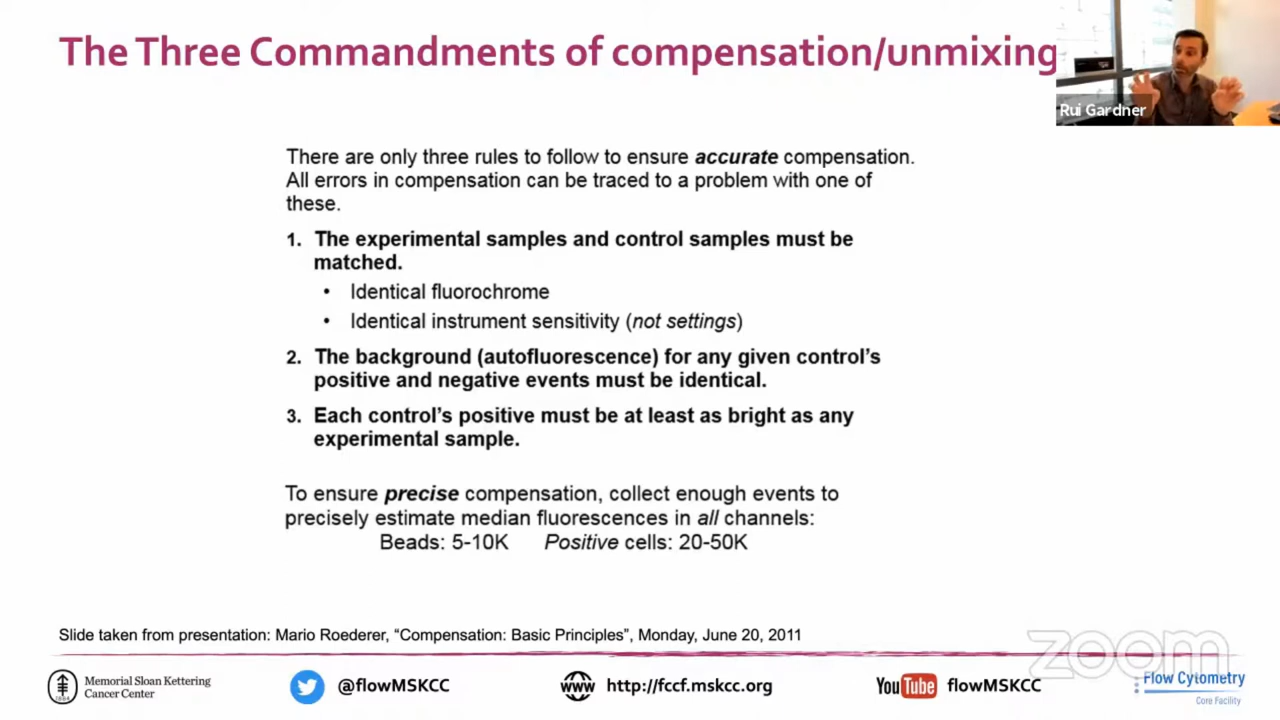 The Three Commandments of compensation/unmixing
Rui Gardner
There are only three rules to follow to ensure accurate compensation.
All errors in compensation can be traced to a problem with one of
these.
1. The experimental samples and control samples must be
matched.
• Identical fluorochrome
• Identical instrument sensitivity (not settings)
2. The background (autofluorescence) for any given control's
positive and negative events must be identical.
3. Each control's positive must be at least as bright as any
experimental sample.
To ensure precise compensation, collect enough events to
precisely estimate median fluorescences in all channels:
Beads: 5-10K Positive cells: 20-50K
Slide taken from presentation: Mario Roederer, “Compensation: Basic Principles”, Monday, June 20, 2011
zoom
Memorial Sloan Kettering
Cancer Center
1884
@flowMSKCC
WWW
http://fccf.mskcc.org
YouTube
flowMSKCC
Flow Cytometry
Core Facility